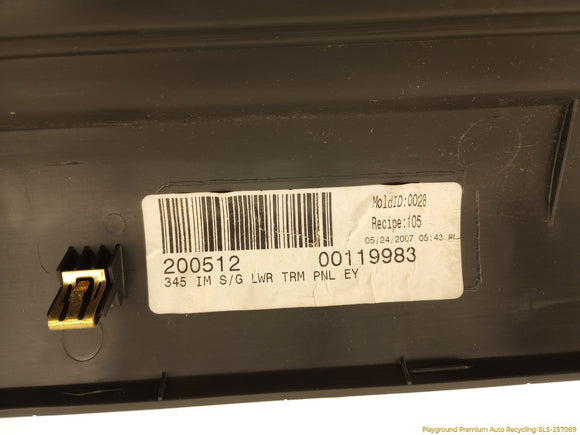 MoldID:0028
Recipe:105
05/24/2007 05:43 PM
200512 00119983
345 IM S/G LWR TRM PNL EY
Playground Premium Auto Recycling-SLS-257089